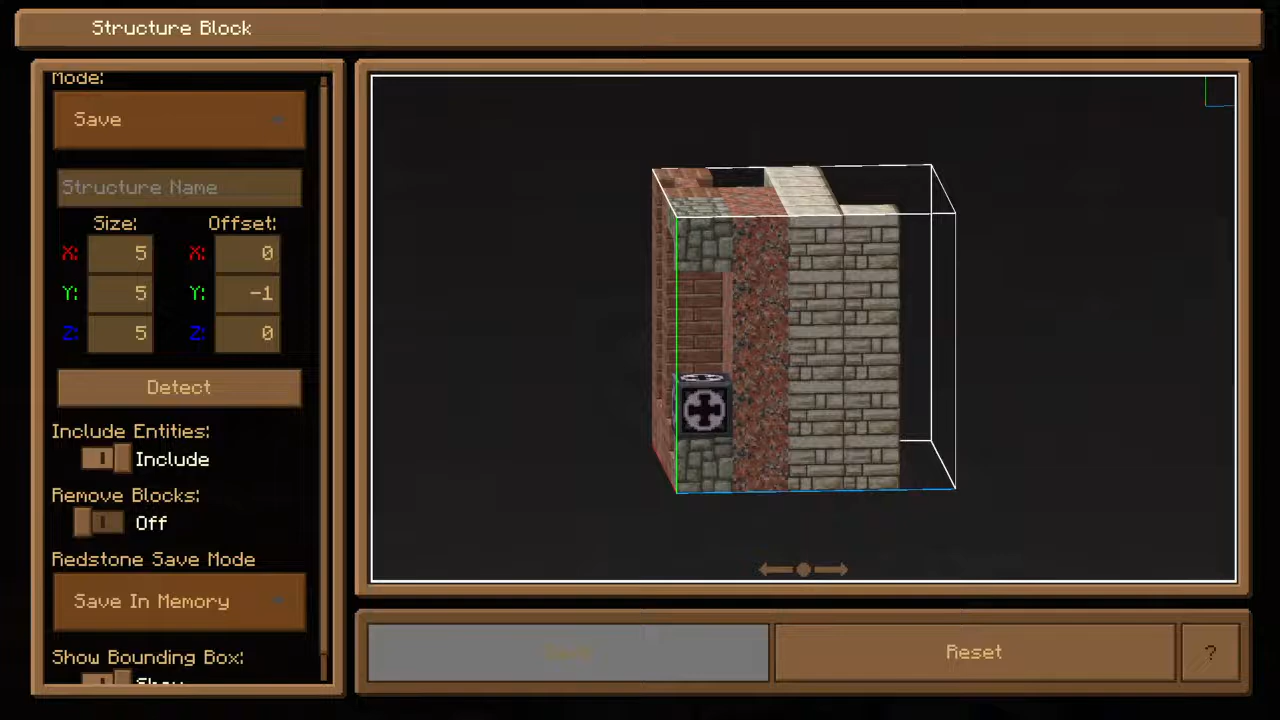 Structure Block
Mode:
Save
Structure Name
Size: Offset:
X: 5 X: 0
Y: 5 Y: -1
Z: 5 Z: 0
Detect
Include Entities:
Include
Remove Blocks:
Off
Redstone Save Mode
Save In Memory
Show Bounding Box:
Show
Reset
?